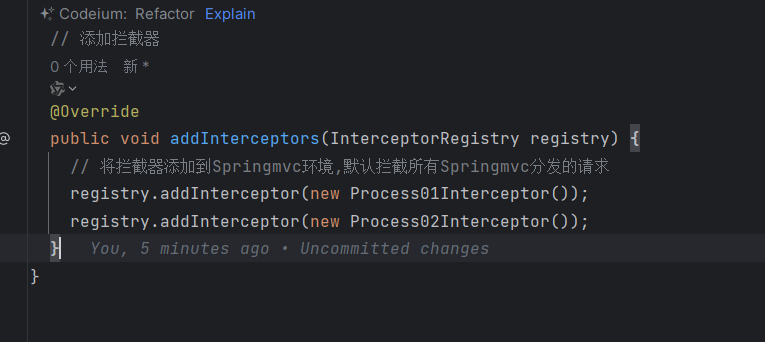 Codeium: Refactor Explain
// 添加拦截器
0 个用法 新 *
@Override
public void addInterceptors(InterceptorRegistry registry) {
// 将拦截器添加到Springmvc环境,默认拦截所有Springmvc分发的请求
registry.addInterceptor(new Process01Interceptor());
registry.addInterceptor(new Process02Interceptor());
} You, 5 minutes ago • Uncommitted changes
}